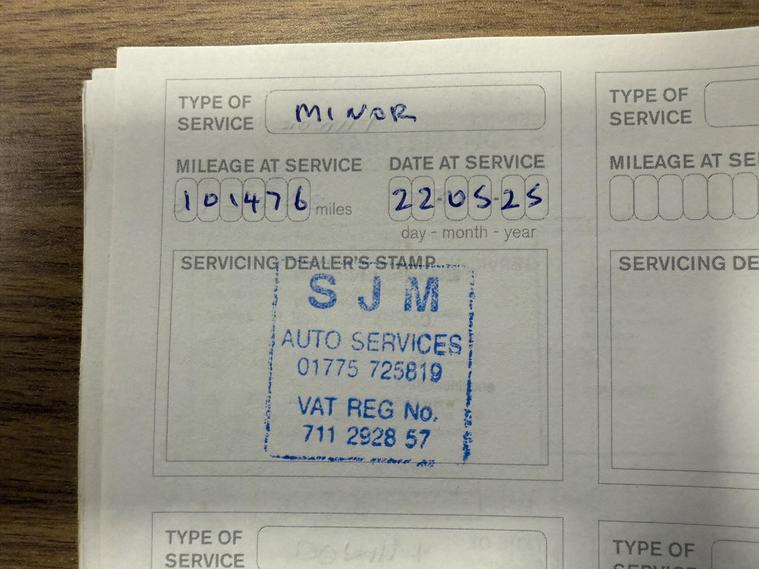 TYPE OF
SERVICE
MINOR
MILEAGE AT SERVICE
101476 miles
DATE AT SERVICE
22-05-25
day - month - year
SERVICING DEALER'S STAMP
S J M
AUTO SERVICES
01775 725819
VAT REG No.
711 2928 57
TYPE OF
SERVICE
MILEAGE AT SE
SERVICING DE
TYPE OF
SERVICE
TYPE OF
SERVICE